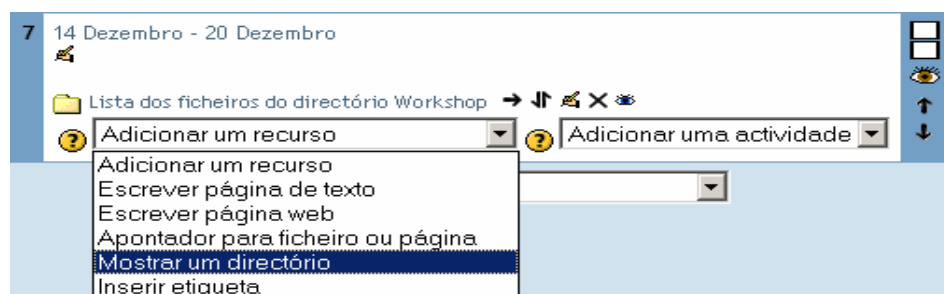 7 14 Dezembro - 20 Dezembro
Lista dos ficheiros do directório Workshop
Adicionar um recurso
Adicionar uma actividade
Adicionar um recurso
Escrever página de texto
Escrever página web
Apontador para ficheiro ou página
Mostrar um directório
Inserir etiqueta